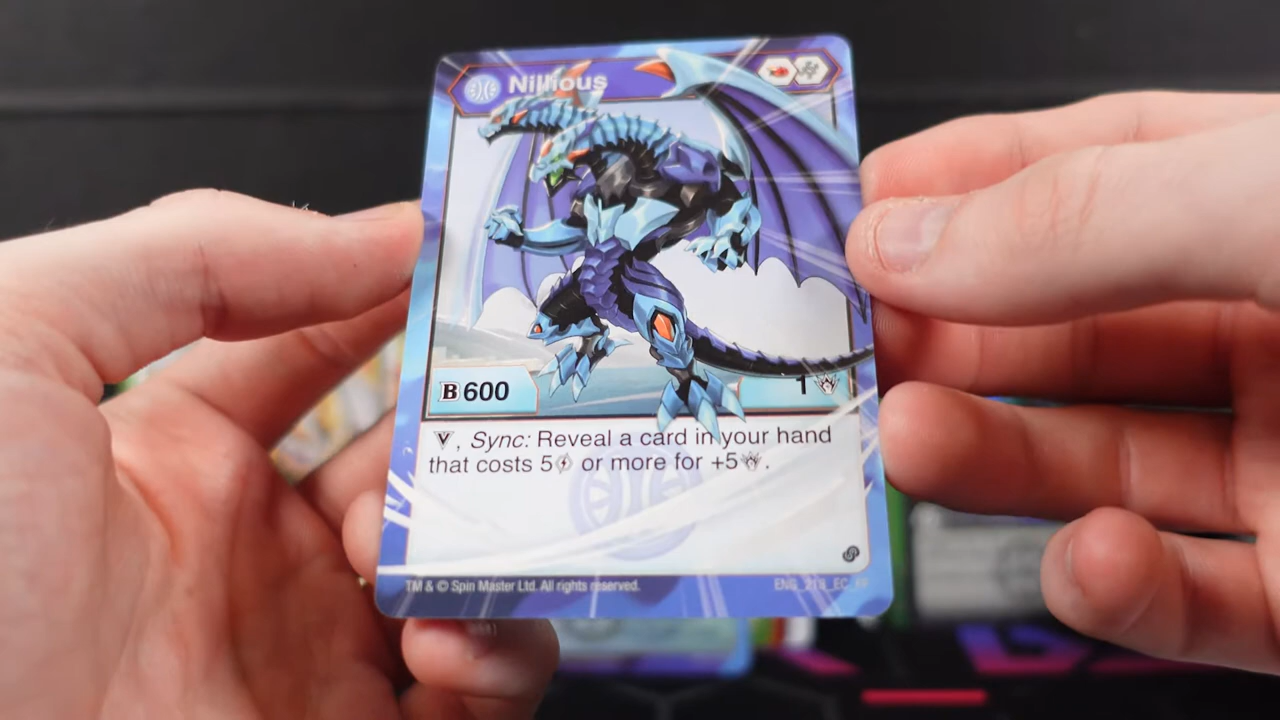 Nillious
B 600
1
V, Sync: Reveal a card in your hand
that costs 5 or more for +5.
TM & © Spin Master Ltd. All rights reserved.